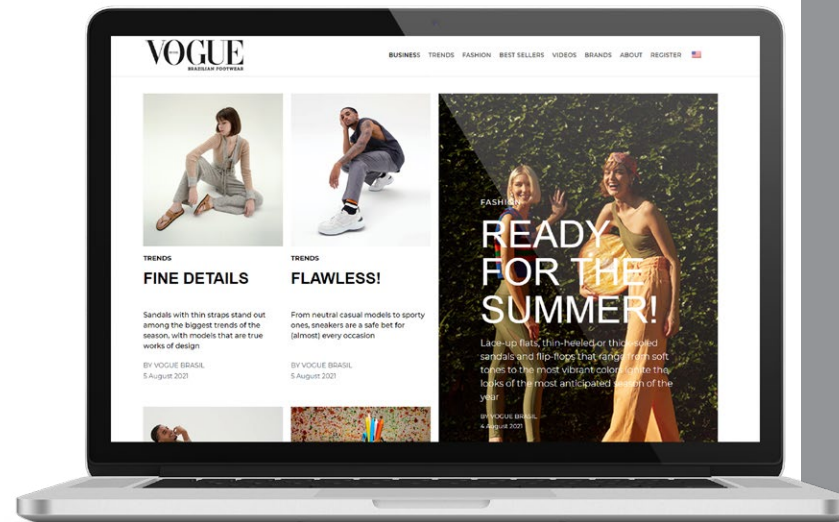 VOGUE
BRAZILIAN FOOTWEAR
BUSINESS TRENDS FASHION BEST SELLERS VIDEOS BRANDS ABOUT REGISTER
TRENDS
FINE DETAILS
Sandals with thin straps stand out
among the biggest trends of the
season, with models that are true
works of design
BY VOGUE BRASIL
5 August 2021
TRENDS
FLAWLESS!
From neutral casual models to sporty
ones, sneakers are a safe bet for
(almost) every occasion
BY VOGUE BRASIL
5 August 2021
FASHION
READY
FOR THE
SUMMER!
Lace-up flats, thin-heeled or thick-soled
sandals and flip-flops that range from soft
tones to the most vibrant colors ignite the
looks of the most anticipated season of the
year
BY VOGUE BRASIL
4 August 2021